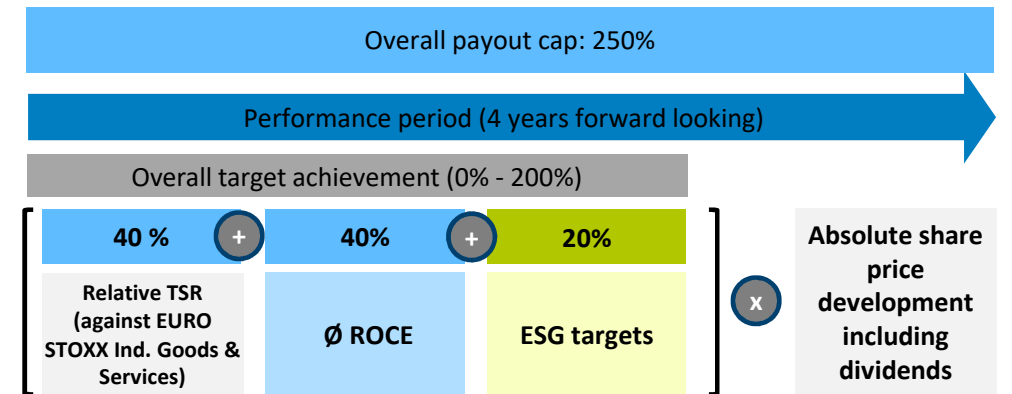 Overall payout cap: 250%
Performance period (4 years forward looking)
Overall target achievement (0% - 200%)
40 %
+
40%
+
20%
Relative TSR
(against EURO
STOXX Ind. Goods &
Services)
Ø ROCE
ESG targets
x
Absolute share
price
development
including
dividends